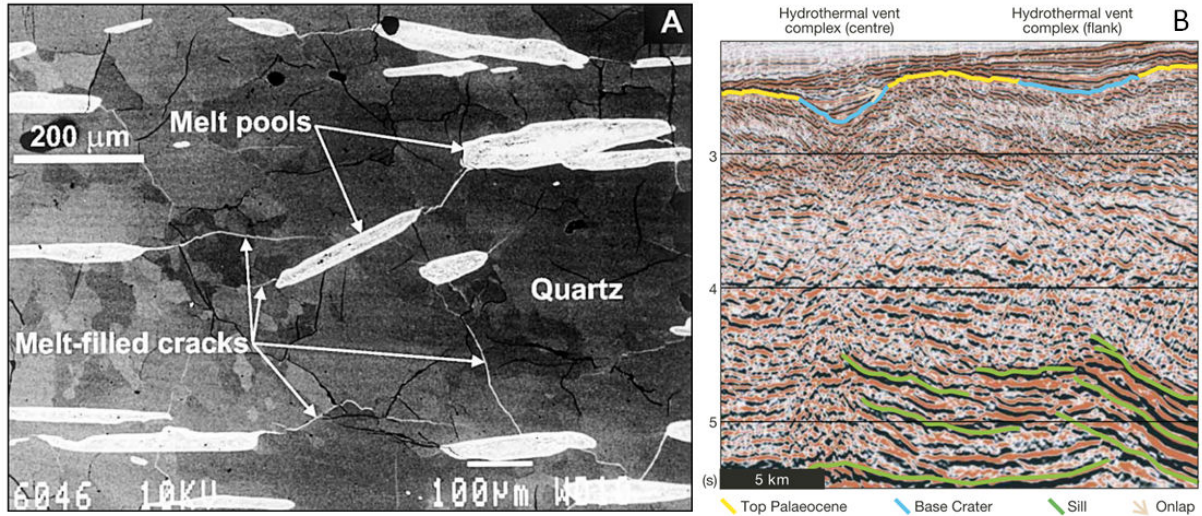 A
200 µm
Melt pools
Quartz
Melt-filled cracks
6046 10KV
100µm
Hydrothermal vent
complex (centre)
Hydrothermal vent
complex (flank)
B
3
4
5
(s)
5 km
Top Palaeocene
Base Crater
Sill
Onlap